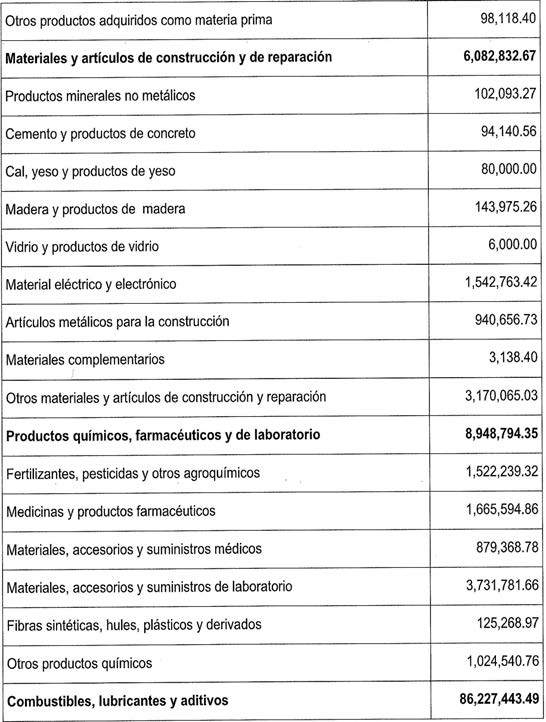 Otros productos adquiridos como materia prima 98,118.40
Materiales y artículos de construcción y de reparación 6,082,832.67
Productos minerales no metálicos 102,093.27
Cemento y productos de concreto 94,140.56
Cal, yeso y productos de yeso 80,000.00
Madera y productos de madera 143,975.26
Vidrio y productos de vidrio 6,000.00
Material eléctrico y electrónico 1,542,763.42
Artículos metálicos para la construcción 940,656.73
Materiales complementarios 3,138.40
Otros materiales y artículos de construcción y reparación 3,170,065.03
Productos químicos, farmacéuticos y de laboratorio 8,948,794.35
Fertilizantes, pesticidas y otros agroquímicos 1,522,239.32
Medicinas y productos farmacéuticos 1,665,594.86
Materiales, accesorios y suministros médicos 879,368.78
Materiales, accesorios y suministros de laboratorio 3,731,781.66
Fibras sintéticas, hules, plásticos y derivados 125,268.97
Otros productos químicos 1,024,540.76
Combustibles, lubricantes y aditivos 86,227,443.49